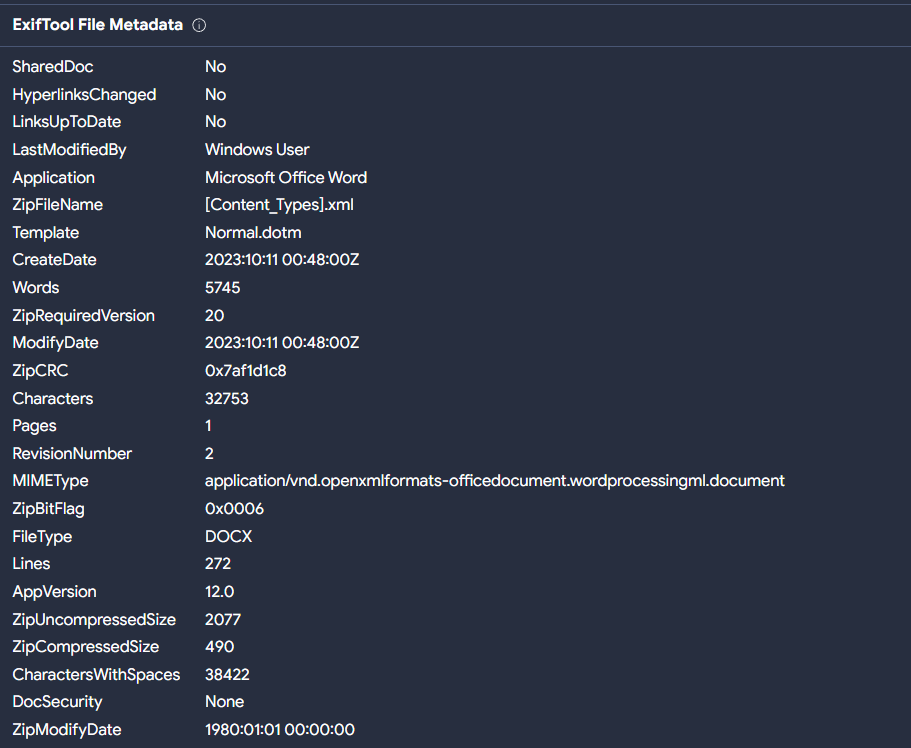 ExifTool File Metadata
SharedDoc No
HyperlinksChanged No
LinksUpToDate No
LastModifiedBy Windows User
Application Microsoft Office Word
ZipFileName [Content_Types].xml
Template Normal.dotm
CreateDate 2023:10:11 00:48:00Z
Words 5745
ZipRequiredVersion 20
ModifyDate 2023:10:11 00:48:00Z
ZipCRC 0x7af1d1c8
Characters 32753
Pages 1
RevisionNumber 2
MIMEType application/vnd.openxmlformats-officedocument.wordprocessingml.document
ZipBitFlag 0x0006
FileType DOCX
Lines 272
AppVersion 12.0
ZipUncompressedSize 2077
ZipCompressedSize 490
CharactersWithSpaces 38422
DocSecurity None
ZipModifyDate 1980:01:01 00:00:00